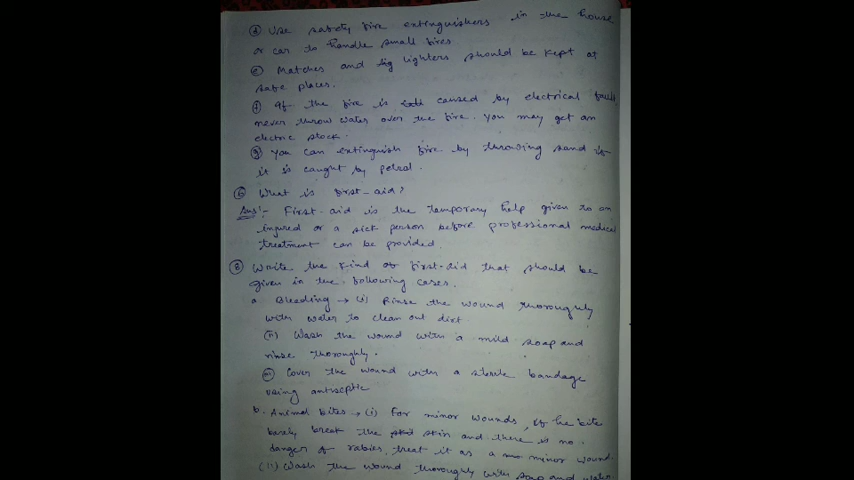 (d) Use safety fire extinguishers in the house
or car to handle small fires.
(e) Matches and lighters should be kept at
safe places.
(f) If the fire is caused by electrical fault
never throw water over the fire. You may get an
electric stock.
(g) You can extinguish fire by throwing sand if
it is caught by petrol.
(6) What is first-aid?
Ans:- First-aid is the temporary help given to an
injured or a sick person before professional medical
treatment can be provided.
(8) Write the kind of first-aid that should be
given in the following cases.
a Bleeding → (i) Rinse the wound thoroughly
with water to clean out dirt.
(ii) Wash the wound with a mild soap and
rinse thoroughly.
(iii) Cover the wound with a sterile bandage
using antiseptic
b. Animal bites → (i) For minor wounds, If the bite
barely break the skin and there is no
danger of rabies, treat it as a minor wound.
(ii) Wash the wound thoroughly with soap and water